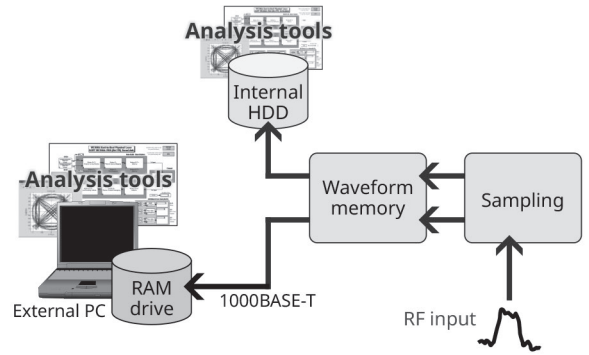 Analysis tools
Internal
HDD
Waveform
memory
Sampling
Analysis tools
External PC
RAM
drive
1000BASE-T
RF input